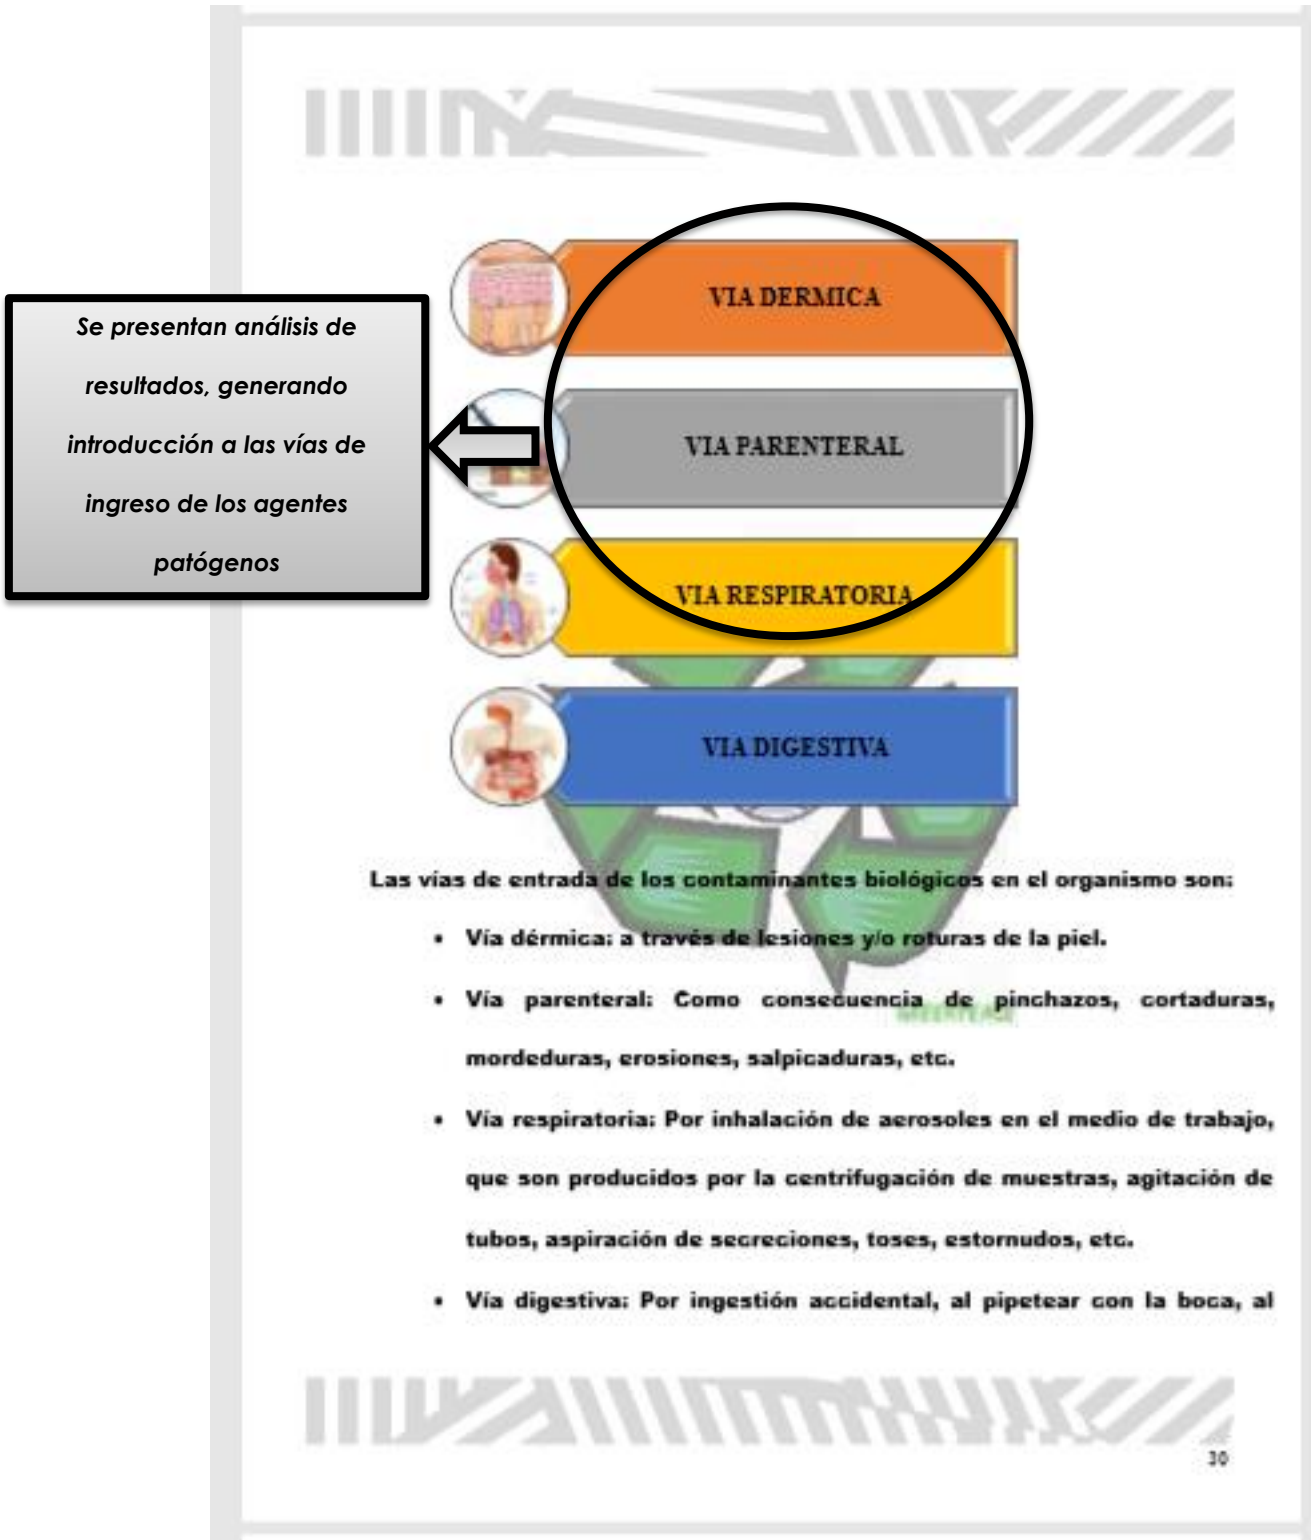 VIA DERMICA
Se presentan análisis de
resultados, generando
introducción a las vías de
ingreso de los agentes
patógenos
VIA PARENTERAL
VIA RESPIRATORIA
VIA DIGESTIVA
Las vías de entrada de los contaminantes biológicos en el organismo son:
• Vía dérmica: a través de lesiones y/o roturas de la piel.
• Vía parenteral: Como consecuencia de pinchazos, cortaduras,
mordeduras, erosiones, salpicaduras, etc.
• Vía respiratoria: Por inhalación de aerosoles en el medio de trabajo,
que son producidos por la centrifugación de muestras, agitación de
tubos, aspiración de secreciones, toses, estornudos, etc.
• Vía digestiva: Por ingestión accidental, al pipetear con la boca, al
30